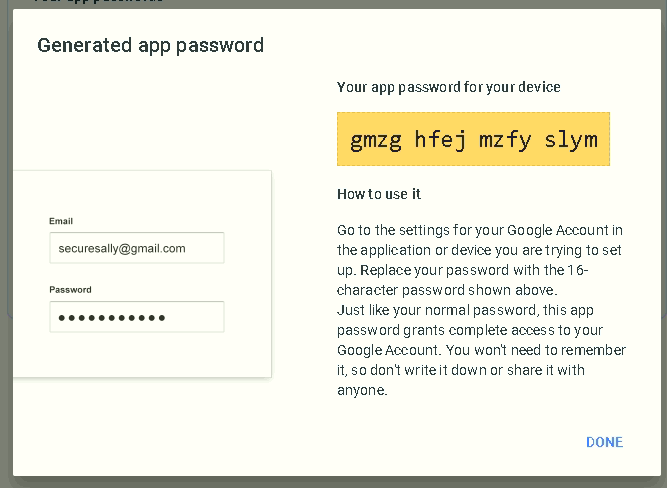 Your app passwords
Generated app password
Your app password for your device
gmzg hfej mzfy slym
How to use it
Email
securesally@gmail.com
Password
Go to the settings for your Google Account in
the application or device you are trying to set
up. Replace your password with the 16-
character password shown above.
Just like your normal password, this app
password grants complete access to your
Google Account. You won't need to remember
it, so don't write it down or share it with
anyone.
DONE